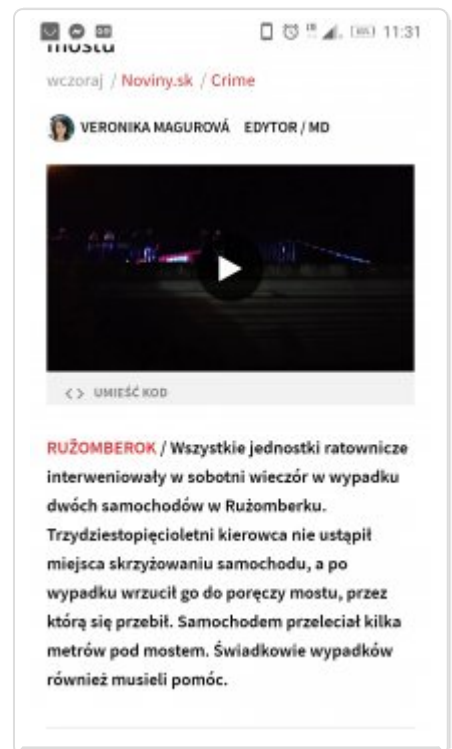 11:31
mostu
wczoraj / Noviny.sk / Crime
VERONIKA MAGUROVÁ EDYTOR / MD
<> UMIEŚĆ KOD
RUŽOMBEROK / Wszystkie jednostki ratownicze
interweniowały w sobotni wieczór w wypadku
dwóch samochodów w Rużomberku.
Trzydziestopięcioletni kierowca nie ustąpił
miejsca skrzyżowaniu samochodu, a po
wypadku wrzucił go do poręczy mostu, przez
którą się przebił. Samochodem przeleciał kilka
metrów pod mostem. Świadkowie wypadków
również musieli pomóc.